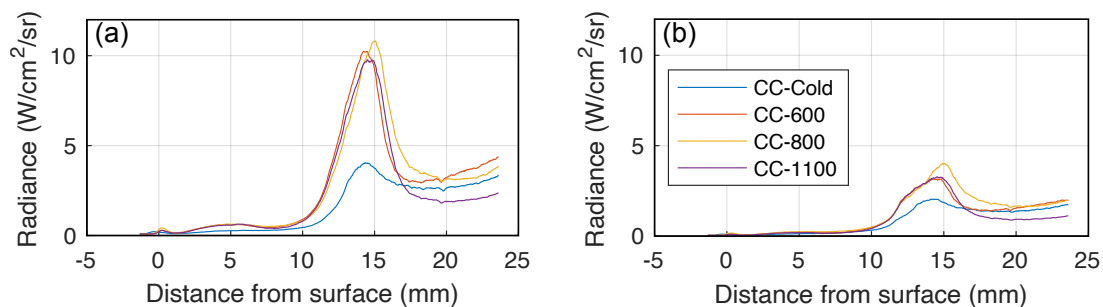 (a)
Radiance (W/cm²/sr)
10
5
0
-5 0 5 10 15 20 25
Distance from surface (mm)
(b)
Radiance (W/cm²/sr)
10
5
0
CC-Cold
CC-600
CC-800
CC-1100
-5 0 5 10 15 20 25
Distance from surface (mm)